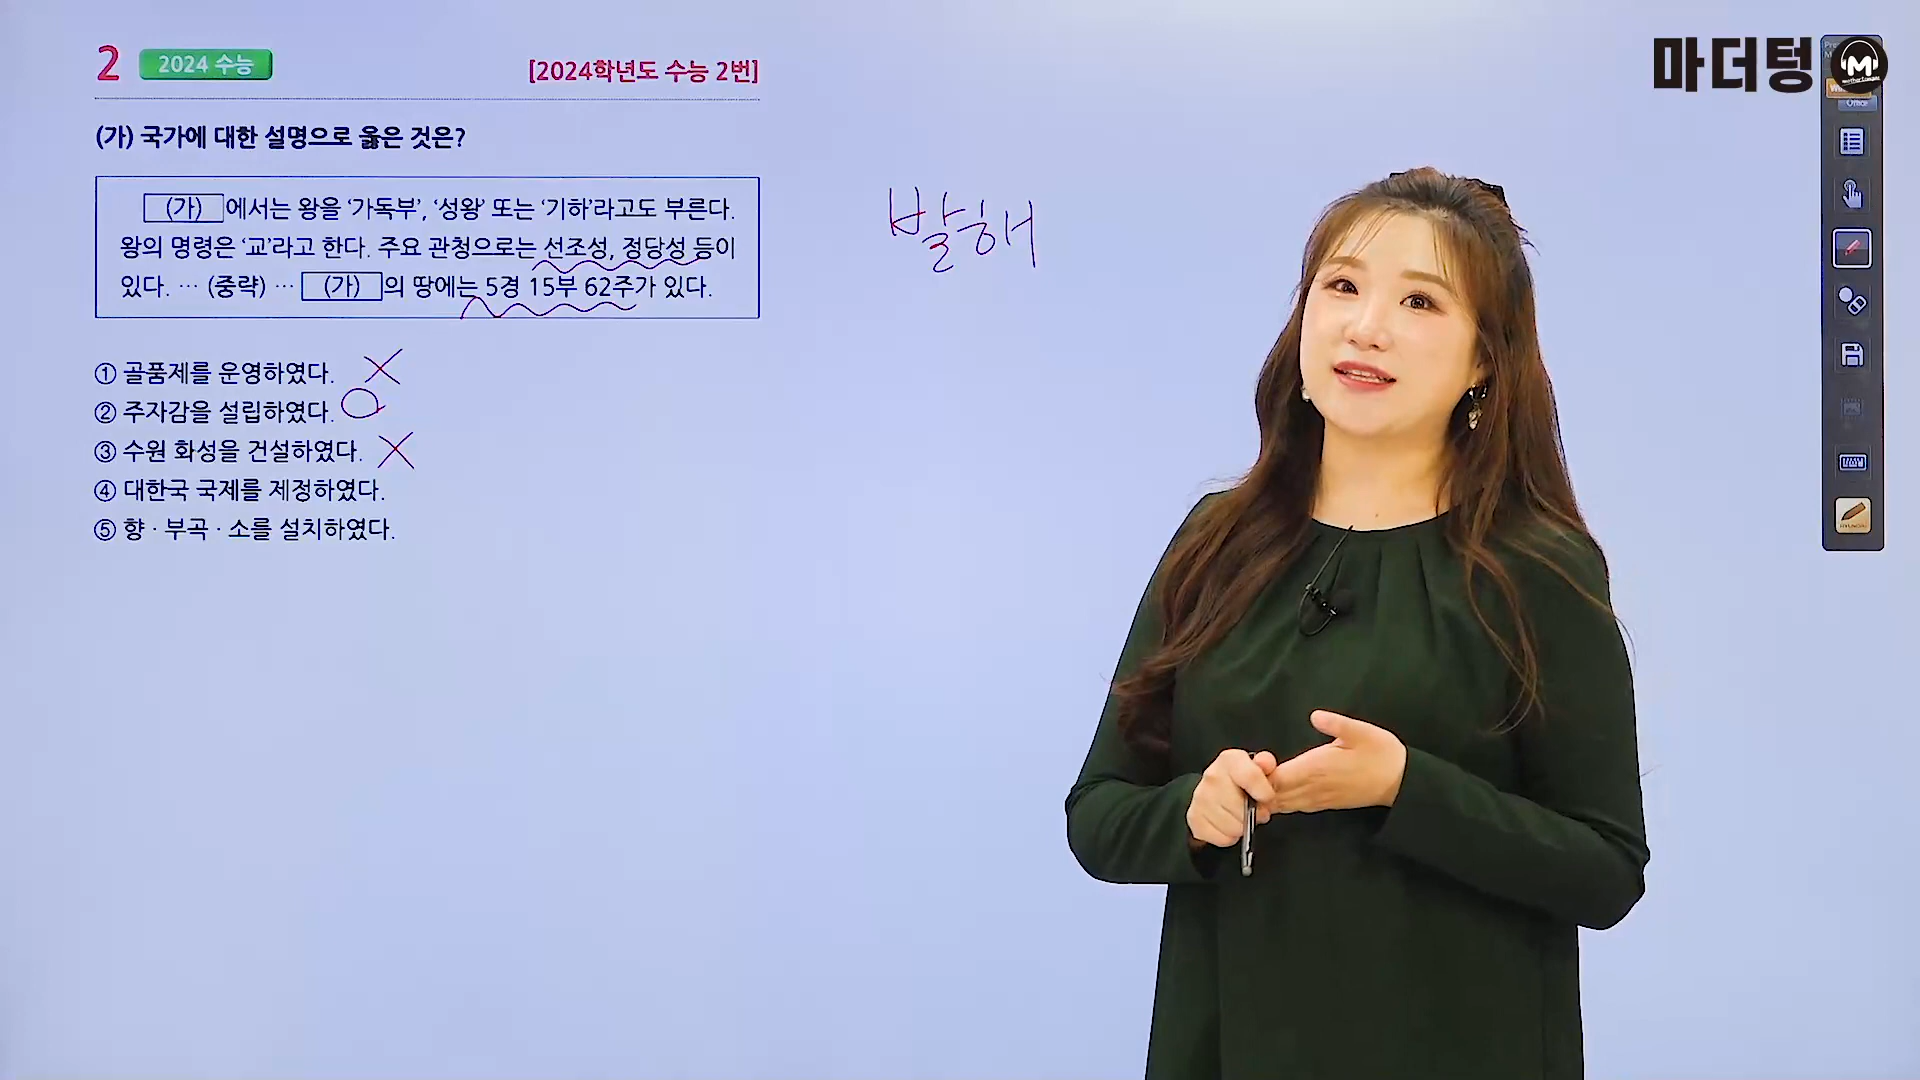 2 2024 수능 [2024학년도 수능 2번]
(가) 국가에 대한 설명으로 옳은 것은?
(가) 에서는 왕을 ‘가독부’, ‘성왕’ 또는 ‘기하’라고도 부른다.
왕의 명령은 ‘교’라고 한다. 주요 관청으로는 선조성, 정당성 등이
있다. … (중략) … (가) 의 땅에는 5경 15부 62주가 있다.
① 골품제를 운영하였다.
② 주자감을 설립하였다.
③ 수원 화성을 건설하였다.
④ 대한국 국제를 제정하였다.
⑤ 향 · 부곡 · 소를 설치하였다.
발해
마더텅
M
Office